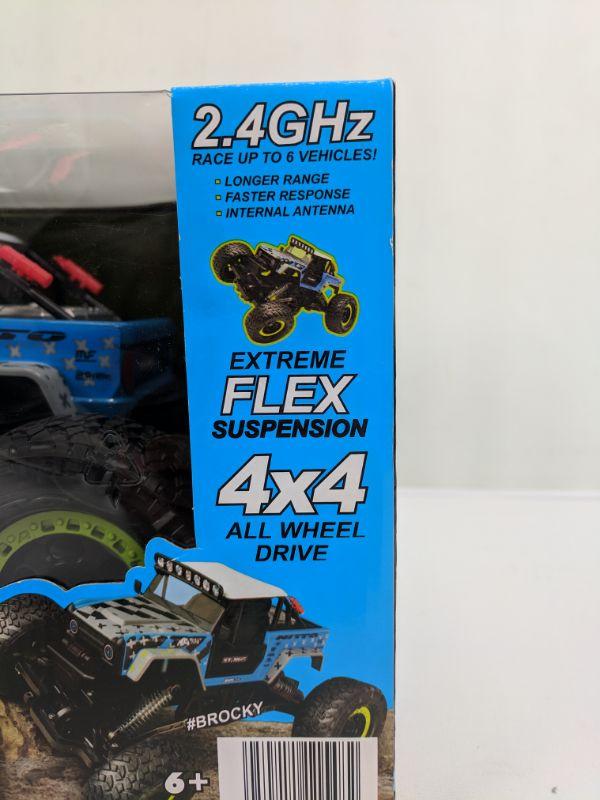 2.4GHz
RACE UP TO 6 VEHICLES!
LONGER RANGE
FASTER RESPONSE
INTERNAL ANTENNA
EXTREME
FLEX
SUSPENSION
4x4
ALL WHEEL
DRIVE
#BROCKY
6+